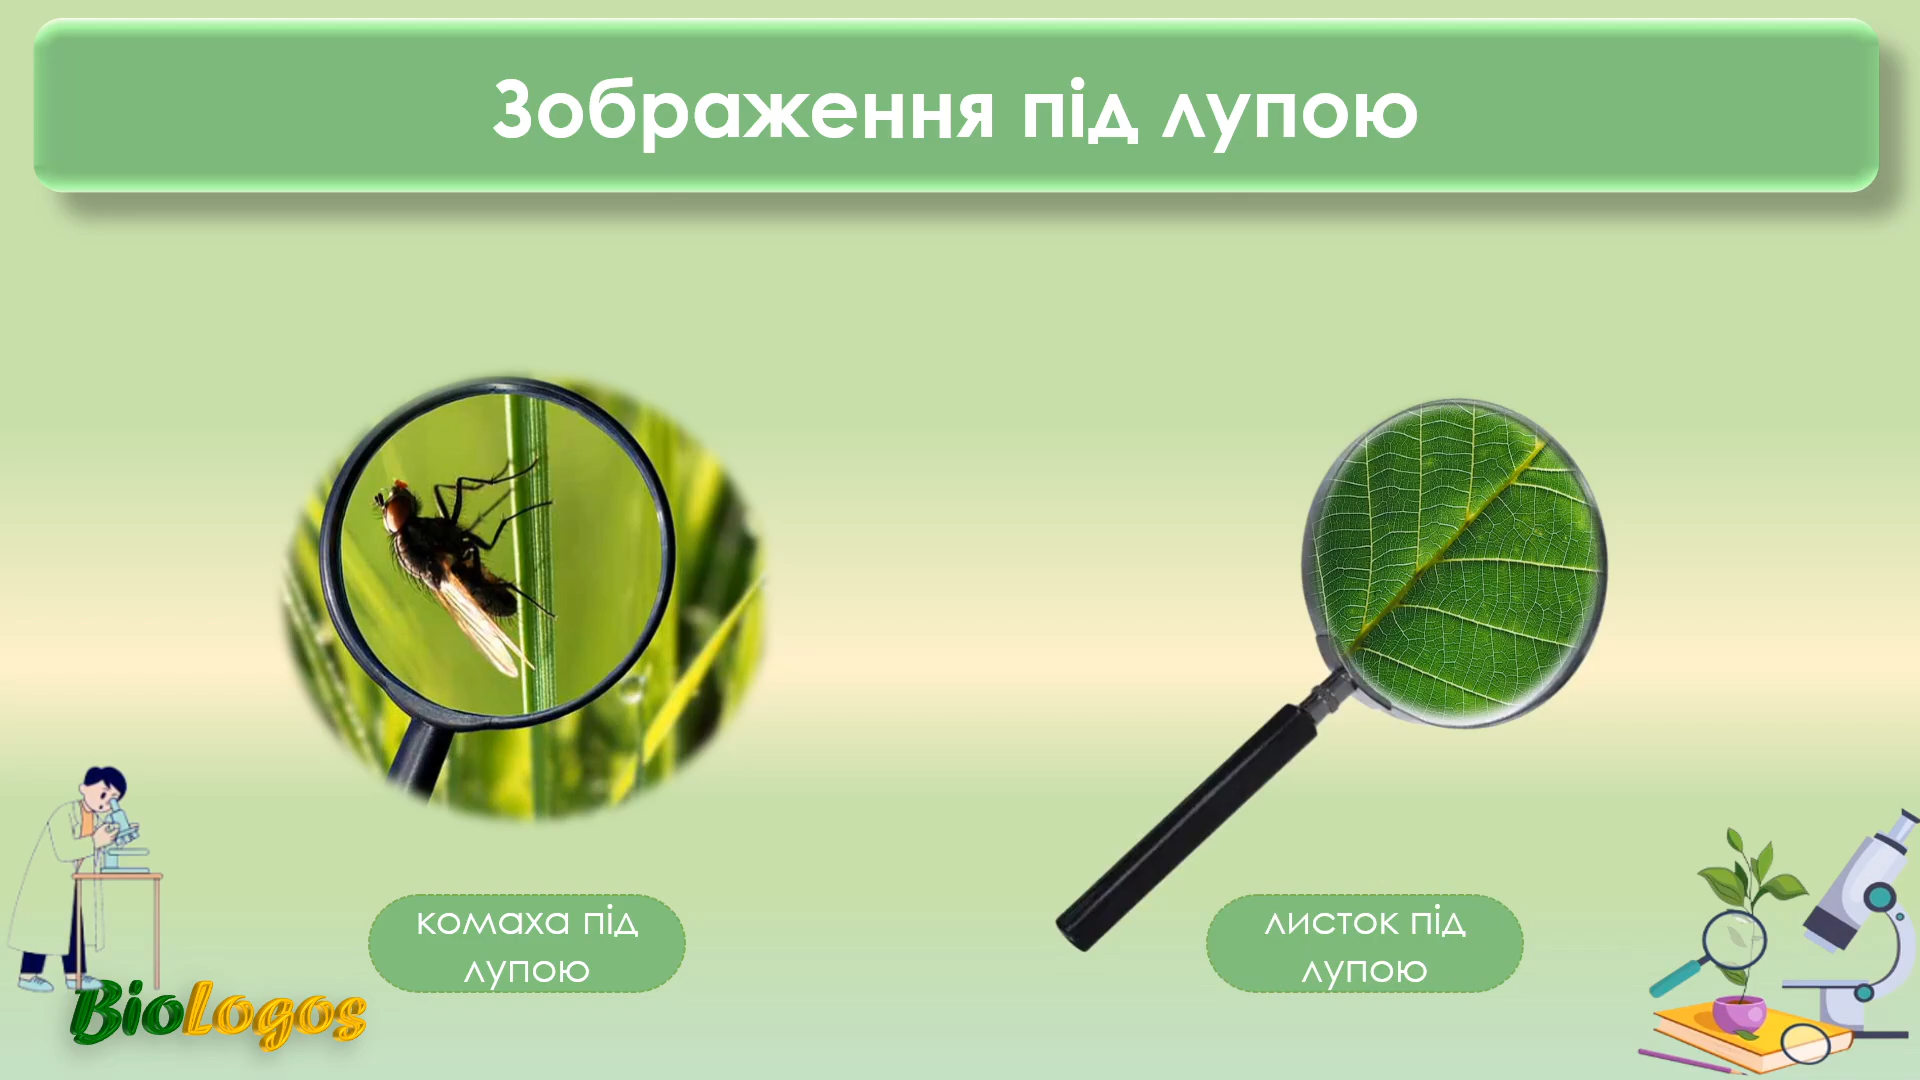 Зображення під лупою
комаха під
лупою
листок під
лупою
BioLogos